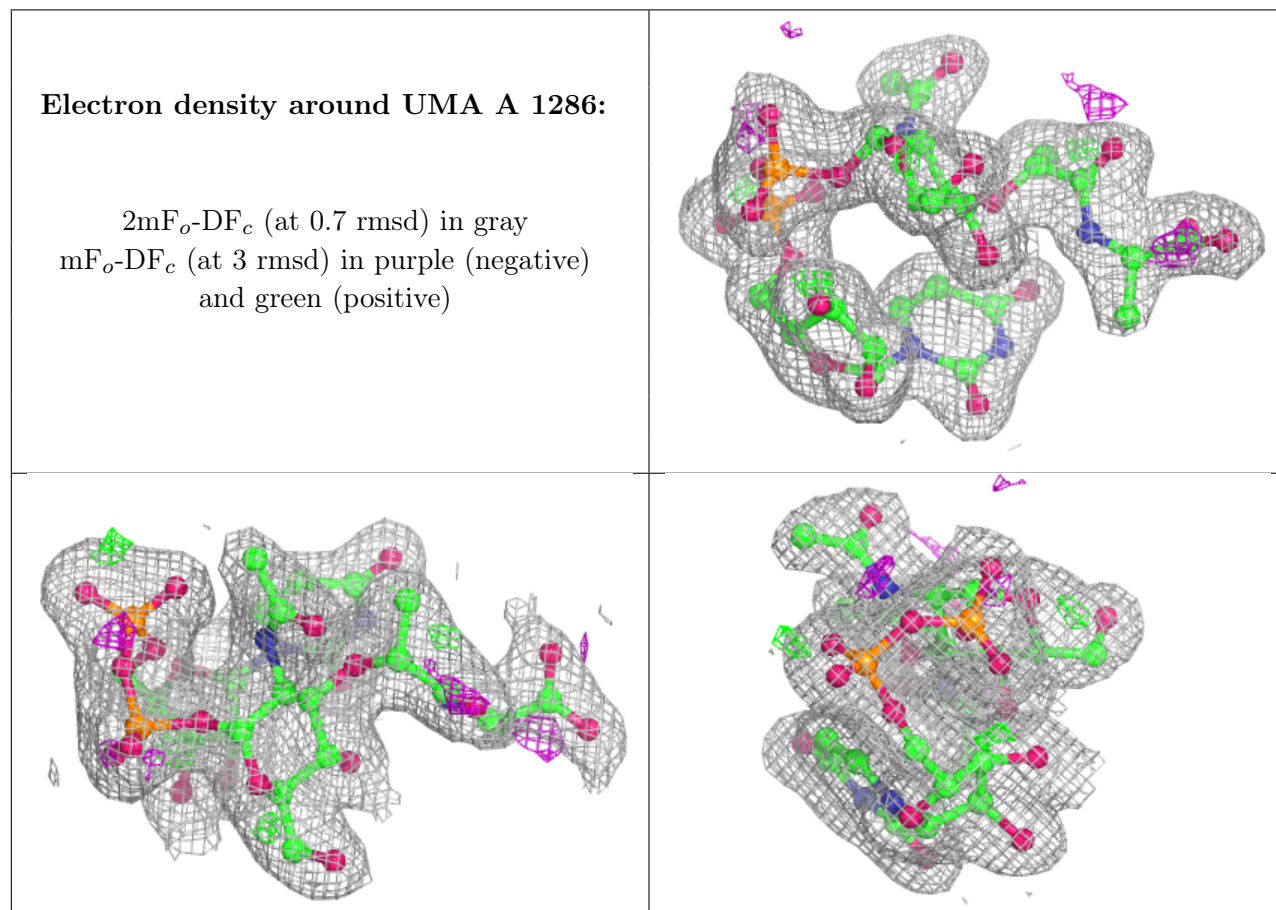 Electron density around UMA A 1286:
2mFo-DFc (at 0.7 rmsd) in gray
mFo-DFc (at 3 rmsd) in purple (negative)
and green (positive)